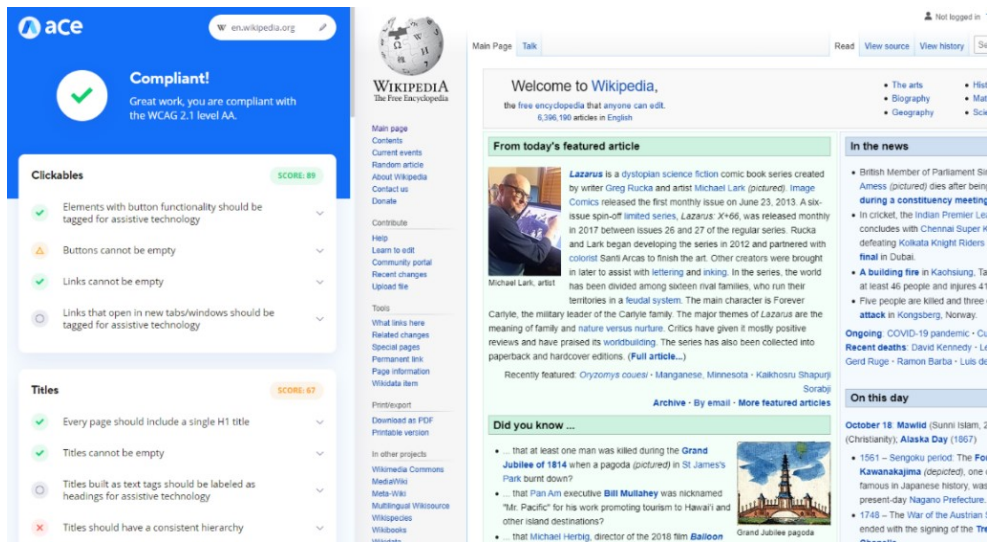 ace
W en.wikipedia.org
Compliant!
Great work, you are compliant with
the WCAG 2.1 level AA.
Clickables
SCORE: 89
Elements with button functionality should be
tagged for assistive technology
Buttons cannot be empty
Links cannot be empty
Links that open in new tabs/windows should be
tagged for assistive technology
Titles
SCORE: 67
Every page should include a single H1 title
Titles cannot be empty
Titles built as text tags should be labeled as
headings for assistive technology
Titles should have a consistent hierarchy
WIKIPEDIA
The Free Encyclopedia
Main page
Contents
Current events
Random article
About Wikipedia
Contact us
Donate
Contribute
Help
Learn to edit
Community portal
Recent changes
Upload file
Tools
What links here
Related changes
Special pages
Permanent link
Page information
Wikidata item
Print/export
Download as PDF
Printable version
In other projects
Wikimedia Commons
MediaWiki
Meta-Wiki
Multilingual Wikisource
Wikispecies
Wikibooks
Not logged in
Main Page Talk
Read View source View history
Welcome to Wikipedia,
the free encyclopedia that anyone can edit.
6,396,190 articles in English
• The arts
• Biography
• Geography
From today's featured article
Lazarus is a dystopian science fiction comic book series created
by writer Greg Rucka and artist Michael Lark (pictured). Image
Comics released the first monthly issue on June 23, 2013. A six-
issue spin-off limited series, Lazarus: X+66, was released monthly
in 2017 between issues 26 and 27 of the regular series. Rucka
and Lark began developing the series in 2012 and partnered with
colorist Santi Arcas to finish the art. Other creators were brought
in later to assist with lettering and inking. In the series, the world
has been divided among sixteen rival families, who run their
territories in a feudal system. The main character is Forever
Carlyle, the military leader of the Carlyle family. The major themes of Lazarus are the
meaning of family and nature versus nurture. Critics have given it mostly positive
reviews and have praised its worldbuilding. The series has also been collected into
paperback and hardcover editions. (Full article...)
Michael Lark, artist
Recently featured: Oryzomys couesi • Manganese, Minnesota • Kaikhosru Shapurji
Sorabji
Archive • By email • More featured articles
Did you know ...
• ... that at least one man was killed during the Grand
Jubilee of 1814 when a pagoda (pictured) in St James's
Park burnt down?
• ... that Pan Am executive Bill Mullahey was nicknamed
"Mr. Pacific" for his work promoting tourism to Hawai'i and
other island destinations?
• ... that Michael Herbig, director of the 2018 film Balloon
Grand Jubilee pagoda
In the news
• British Member of Parliament
Amess (pictured) dies after being
during a constituency meeting
• In cricket, the Indian Premier
concludes with Chennai Super
defeating Kolkata Knight Riders
final in Dubai.
• A building fire in Kaohsiung,
at least 46 people and injures 41
• Five people are killed and three
attack in Kongsberg, Norway.
Ongoing: COVID-19 pandemic •
Recent deaths: David Kennedy •
Gerd Ruge • Ramon Barba • Luis
On this day
October 18: Mawlid (Sunni Islam,
(Christianity); Alaska Day (1867)
• 1561 – Sengoku period: The
Kawanakajima (depicted), one
famous in Japanese history, was
present-day Nagano Prefecture.
• 1748 – The War of the Austrian
ended with the signing of the